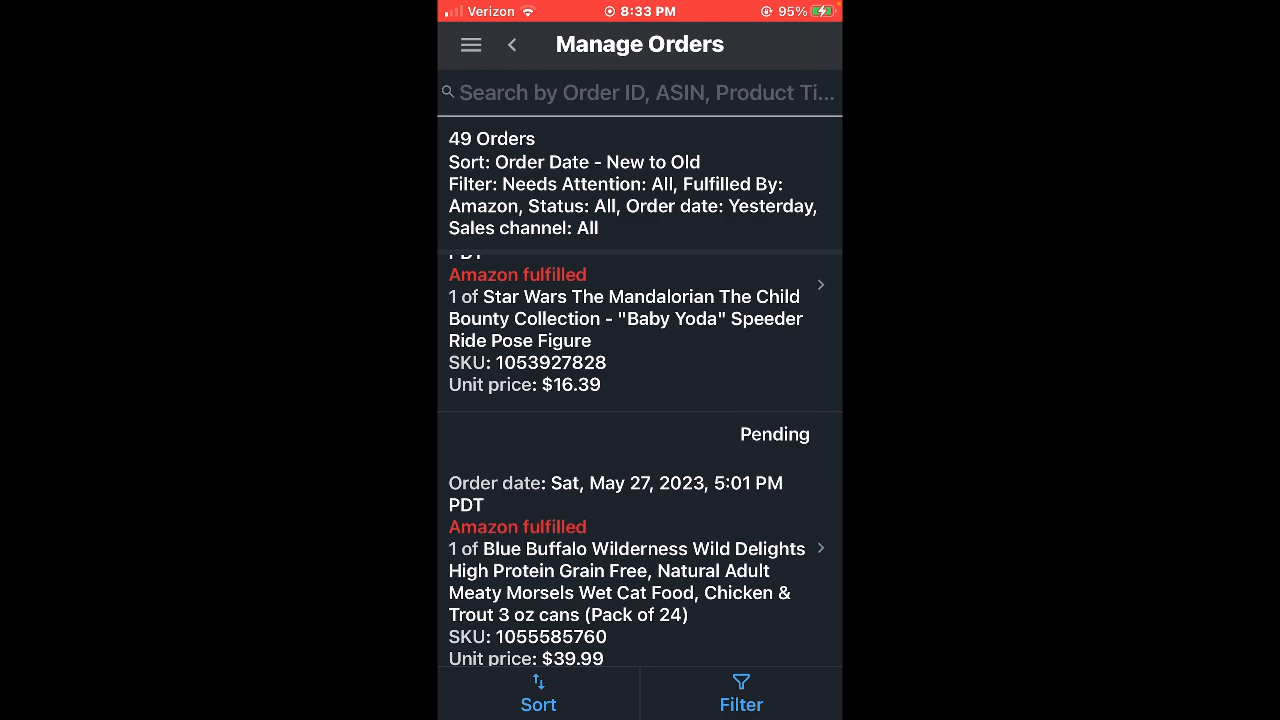 Verizon 8:33 PM 95%
Manage Orders
Search by Order ID, ASIN, Product Ti...
49 Orders
Sort: Order Date - New to Old
Filter: Needs Attention: All, Fulfilled By:
Amazon, Status: All, Order date: Yesterday,
Sales channel: All
PDT
Amazon fulfilled
1 of Star Wars The Mandalorian The Child
Bounty Collection - "Baby Yoda" Speeder
Ride Pose Figure
SKU: 1053927828
Unit price: $16.39
Pending
Order date: Sat, May 27, 2023, 5:01 PM
PDT
Amazon fulfilled
1 of Blue Buffalo Wilderness Wild Delights
High Protein Grain Free, Natural Adult
Meaty Morsels Wet Cat Food, Chicken &
Trout 3 oz cans (Pack of 24)
SKU: 1055585760
Unit price: $39.99
Sort Filter